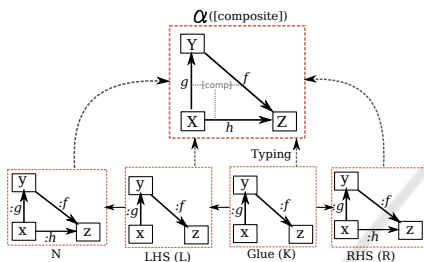 α([composite])
Y
g
[comp]
f
X
h
Z
Typing
y
:g
:f
x
:h
z
N
y
:g
:f
x
z
LHS (L)
y
:g
:f
x
z
Glue (K)
y
:g
:f
x
:h
z
RHS (R)